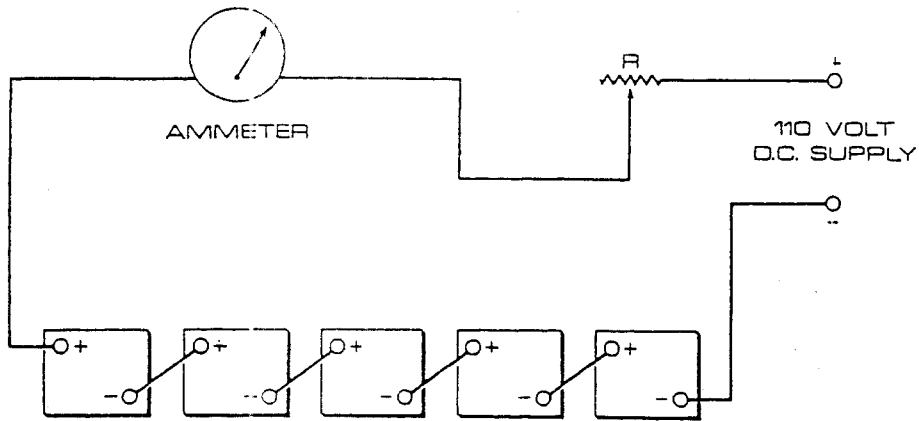 R
+
AMMETER
110 VOLT
D.C. SUPPLY
--
+ + + + +
- -- - - -